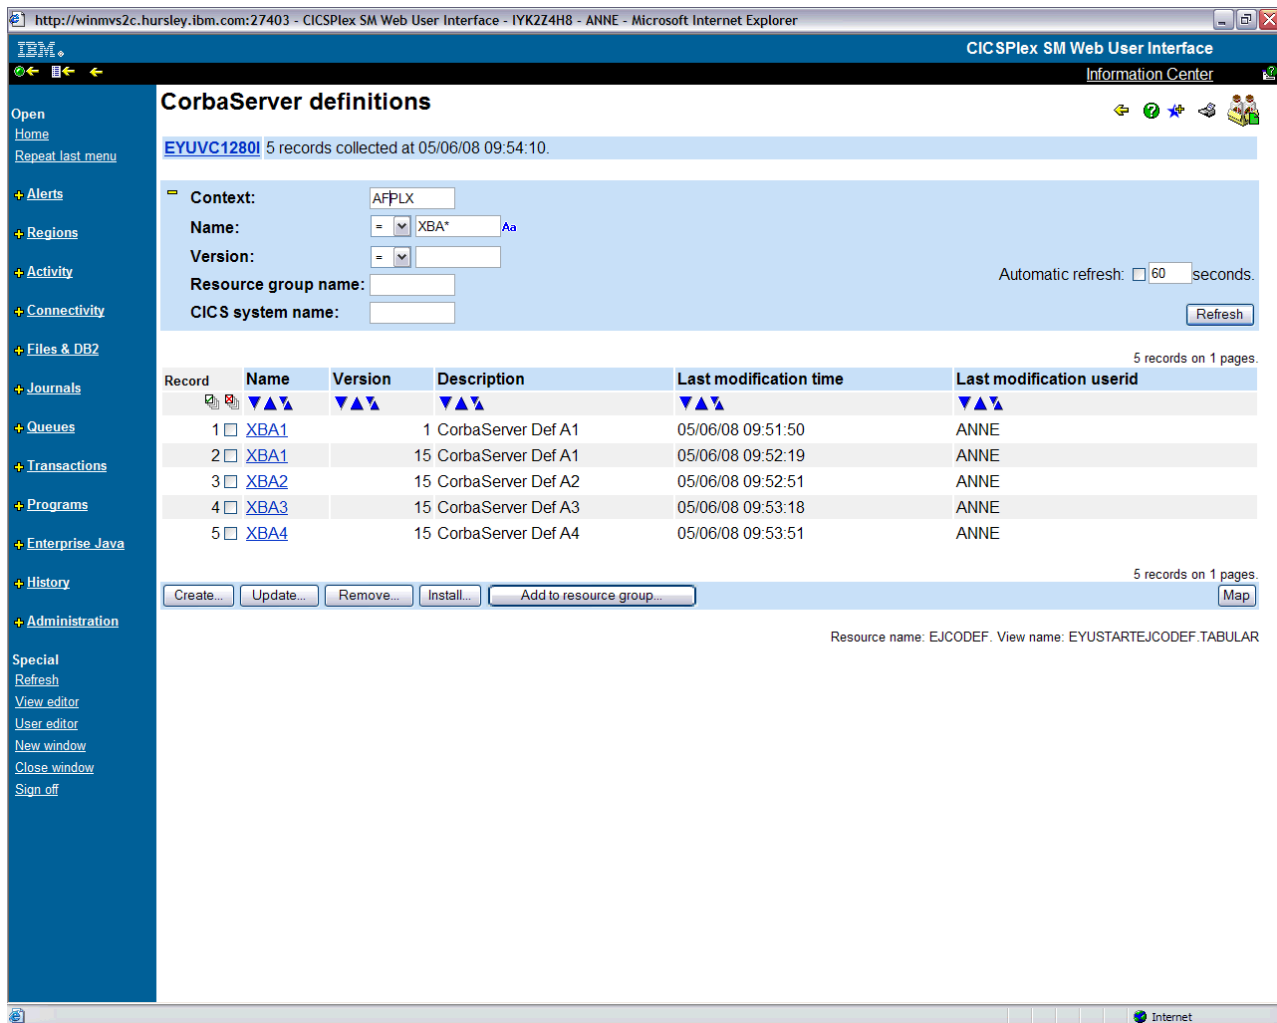 http://winmvs2c.hursley.ibm.com:27403 - CICSPlex SM Web User Interface - IYK2Z4H8 - ANNE - Microsoft Internet Explorer
IBM.
CICSPlex SM Web User Interface
Information Center
Open
Home
Repeat last menu
Alerts
Regions
Activity
Connectivity
Files & DB2
Journals
Queues
Transactions
Programs
Enterprise Java
History
Administration
Special
Refresh
View editor
User editor
New window
Close window
Sign off
CorbaServer definitions
EYUVC1280I 5 records collected at 05/06/08 09:54:10.
Context: AFPLX
Name: = XBA* Aa
Version: =
Resource group name:
CICS system name:
Automatic refresh: 60 seconds.
Refresh
5 records on 1 pages.
Record Name Version Description Last modification time Last modification userid
1 XBA1 1 CorbaServer Def A1 05/06/08 09:51:50 ANNE
2 XBA1 15 CorbaServer Def A1 05/06/08 09:52:19 ANNE
3 XBA2 15 CorbaServer Def A2 05/06/08 09:52:51 ANNE
4 XBA3 15 CorbaServer Def A3 05/06/08 09:53:18 ANNE
5 XBA4 15 CorbaServer Def A4 05/06/08 09:53:51 ANNE
5 records on 1 pages.
Create... Update... Remove... Install... Add to resource group... Map
Resource name: EJCODEF. View name: EYUSTARTEJCODEF.TABULAR
Internet